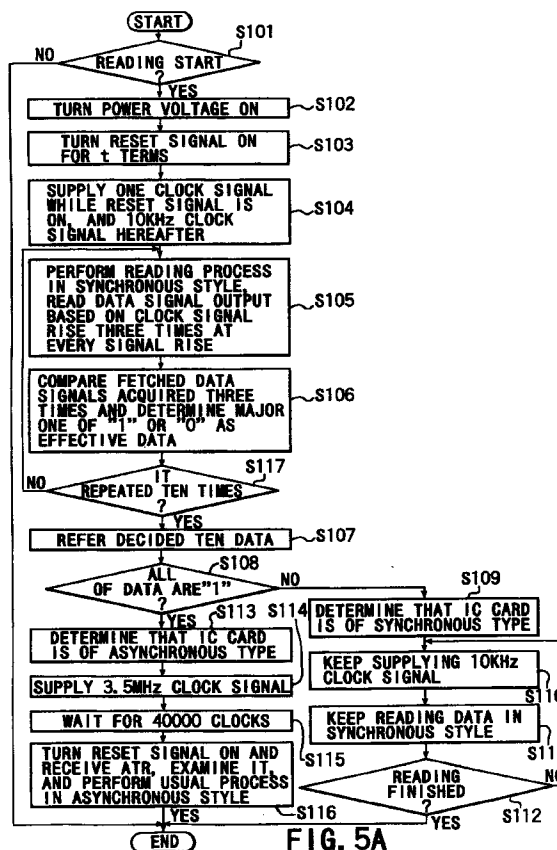 START
S101
NO
READING START
?
YES
TURN POWER VOLTAGE ON
S102
TURN RESET SIGNAL ON
FOR t TERMS
S103
SUPPLY ONE CLOCK SIGNAL
WHILE RESET SIGNAL IS
ON, AND 10KHz CLOCK
SIGNAL HEREAFTER
S104
PERFORM READING PROCESS
IN SYNCHRONOUS STYLE,
READ DATA SIGNAL OUTPUT
BASED ON CLOCK SIGNAL
RISE THREE TIMES AT
EVERY SIGNAL RISE
S105
COMPARE FETCHED DATA
SIGNALS ACQUIRED THREE
TIMES AND DETERMINE MAJOR
ONE OF "1" OR "0" AS
EFFECTIVE DATA
S106
S117
NO
IT
REPEATED TEN TIMES
?
YES
REFER DECIDED TEN DATA
S107
S108
ALL
OF DATA ARE"1"
?
NO
YES
S113
S114
DETERMINE THAT IC CARD
IS OF ASYNCHRONOUS TYPE
SUPPLY 3.5MHz CLOCK SIGNAL
WAIT FOR 40000 CLOCKS
S115
TURN RESET SIGNAL ON AND
RECEIVE ATR, EXAMINE IT,
AND PERFORM USUAL PROCESS
IN ASYNCHRONOUS STYLE
S116
YES
END
S109
DETERMINE THAT IC CARD
IS OF SYNCHRONOUS TYPE
KEEP SUPPLYING 10KHz
CLOCK SIGNAL
KEEP READING DATA IN
SYNCHRONOUS STYLE
READING
FINISHED
?
S112
YES
FIG. 5A